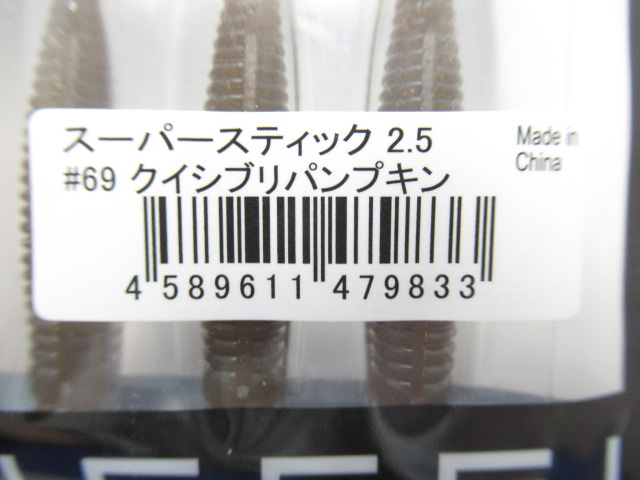 スーパースティック 2.5
#69 クイシブリパンプキン
Made in
China
4 589611 479833